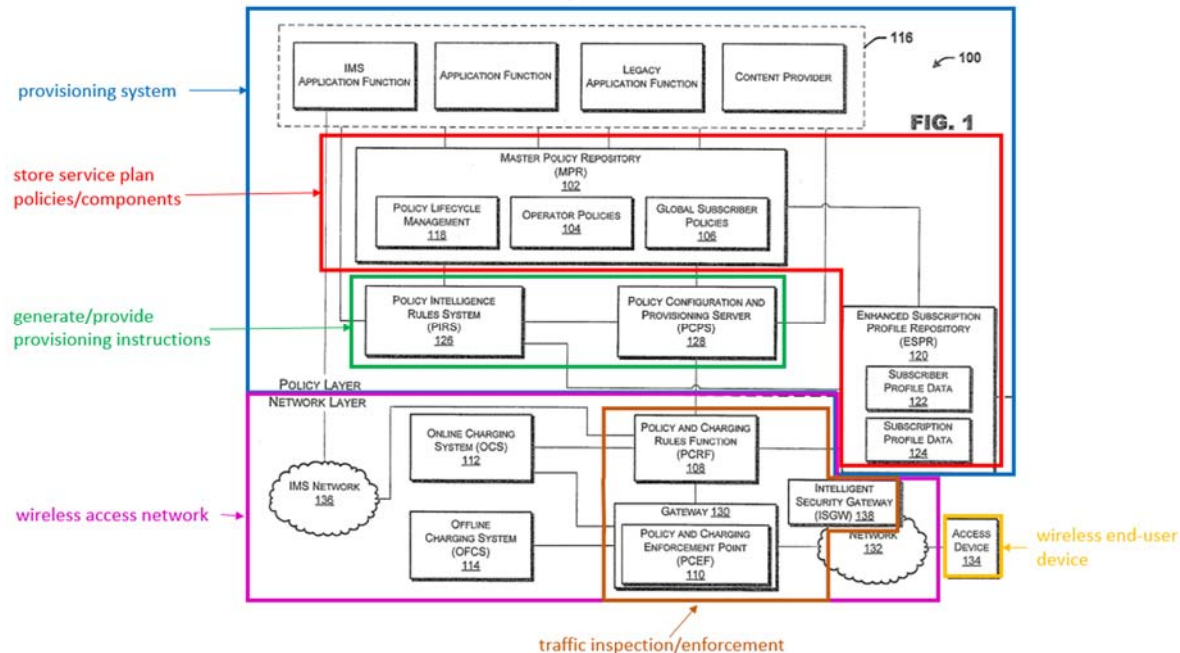 116
100
IMS
APPLICATION FUNCTION
APPLICATION
FUNCTION
LEGACY
APPLICATION
FUNCTION
CONTENT PROVIDER
provisioning system
FIG. 1
store service plan
policies/components
MASTER POLICY REPOSITORY
(MPR)
102
POLICY LIFECYCLE
MANAGEMENT
118
OPERATOR POLICIES
104
GLOBAL SUBSCRIBER
POLICIES
106
generate/provide
provisioning instructions
POLICY INTELLIGENCE
RULES SYSTEM
(PIRS)
126
POLICY CONFIGURATION AND
PROVISIONING SERVER
(PCPS)
128
ENHANCED SUBSCRIPTION
PROFILE REPOSITORY
(ESPR)
120
SUBSCRIBER
PROFILE DATA
122
SUBSCRIPTION
PROFILE DATA
124
POLICY LAYER
NETWORK LAYER
ONLINE CHARGING
SYSTEM (OCS)
112
POLICY AND CHARGING
RULES FUNCTION
(PCRF)
108
IMS NETWORK
136
wireless access network
OFFLINE
CHARGING SYSTEM
(OFCS)
114
GATEWAY 130
POLICY AND CHARGING
ENFORCEMENT POINT
(PCEF)
110
INTELLIGENT
SECURITY GATEWAY
(ISGW) 138
NETWORK
132
ACCESS
DEVICE
134
wireless end-user
device
traffic inspection/enforcement